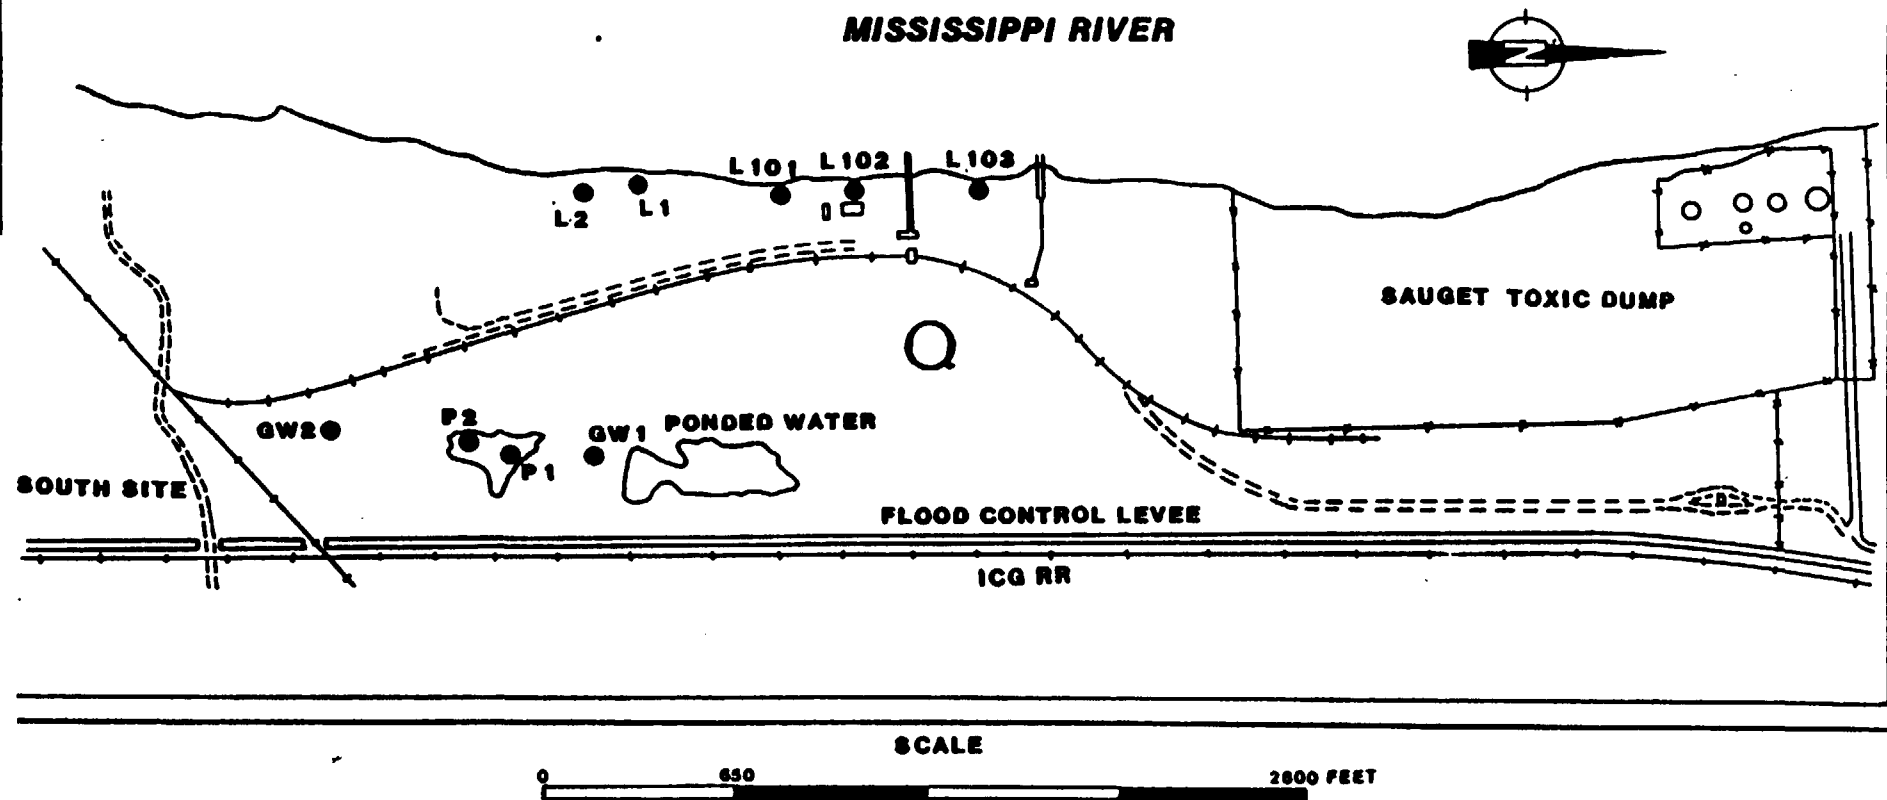 MISSISSIPPI RIVER
N
L101
L102
L103
L2
L1
SAUGET TOXIC DUMP
Q
GW2
P2
P1
GW1
PONDED WATER
SOUTH SITE
FLOOD CONTROL LEVEE
ICG RR
SCALE
0 650 2600 FEET